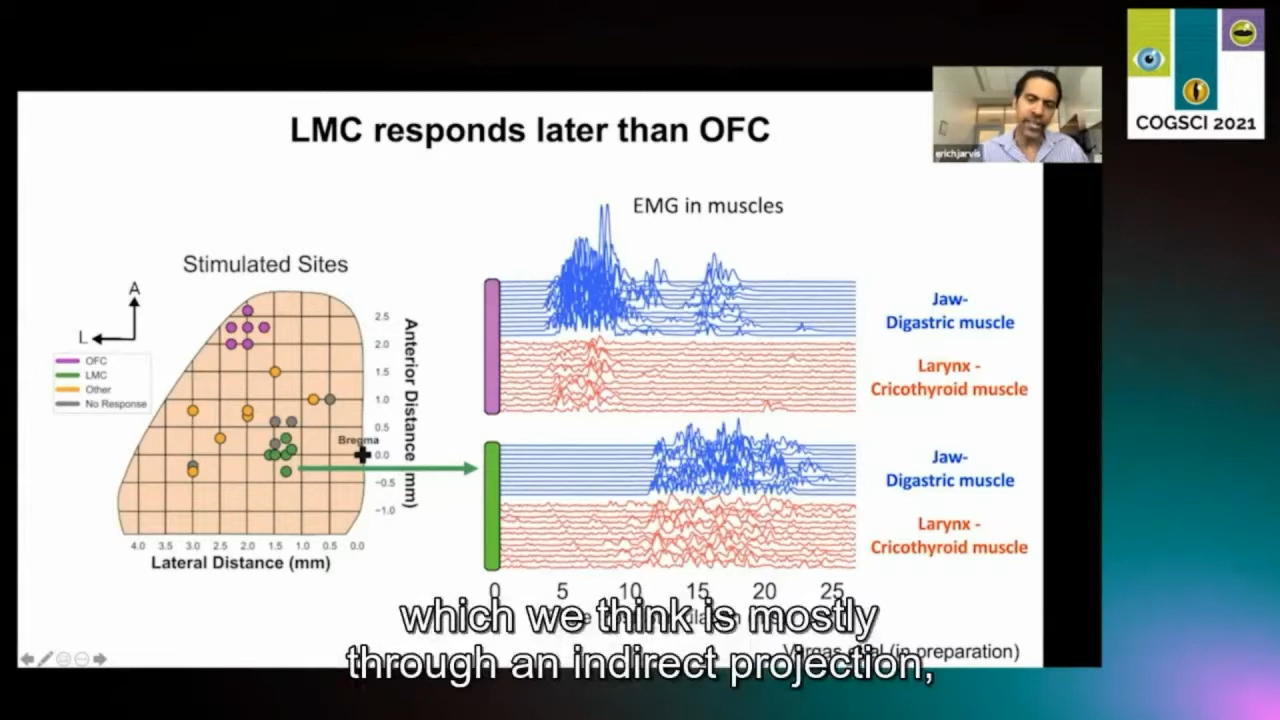 COGSCI 2021
erichjarvis
LMC responds later than OFC
EMG in muscles
Stimulated Sites
A
L
OFC
LMC
Other
No Response
Bregma
2.5
2.0
1.5
1.0
0.5
0.0
−0.5
−1.0
Anterior Distance (mm)
4.0 3.5 3.0 2.5 2.0 1.5 1.0 0.5 0.0
Lateral Distance (mm)
Jaw-
Digastric muscle
Larynx -
Cricothyroid muscle
Jaw-
Digastric muscle
Larynx -
Cricothyroid muscle
0 5 10 15 20 25
(in preparation)
which we think is mostly
through an indirect projection,